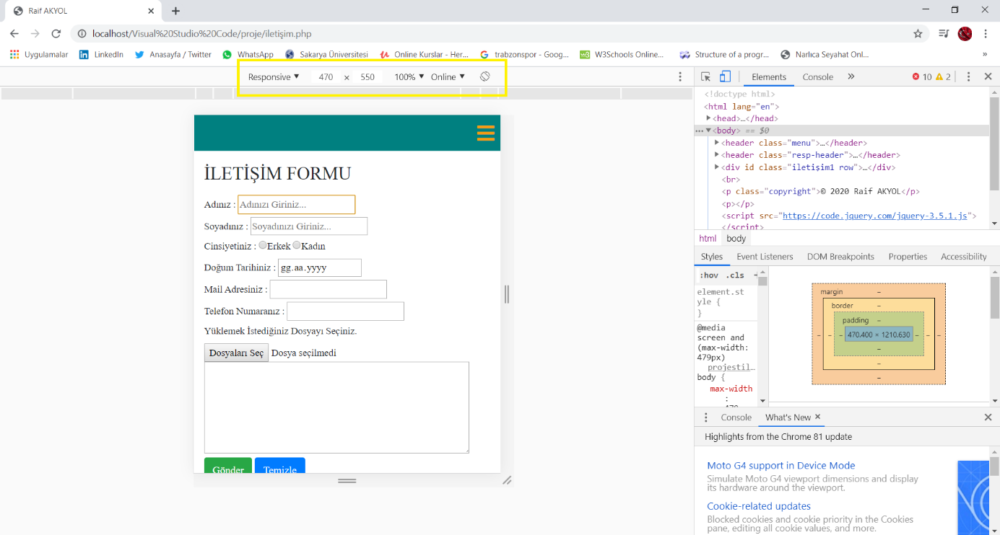 Raif AKYOL
localhost/Visual%20Studio%20Code/proje/iletişim.php
Uygulamalar LinkedIn Anasayfa / Twitter WhatsApp Sakarya Üniversitesi Online Kurslar - Her... trabzonspor - Goog... W3Schools Online... Structure of a progr... Narlıca Seyahat Onl... »
Responsive ▼ 470 × 550 100% ▼ Online ▼
Elements Console » 10 2
İLETİŞİM FORMU
Adınız : Adınızı Giriniz...
Soyadınız : Soyadınızı Giriniz...
Cinsiyetiniz : Erkek Kadın
Doğum Tarihiniz : gg.aa.yyyy
Mail Adresiniz :
Telefon Numaranız :
Yüklemek İstediğiniz Dosyayı Seçiniz.
Dosyaları Seç Dosya seçilmedi
Gönder Temizle
<!doctype html>
<html lang="en">
<head>…</head>
<body> == $0
<header class="menu">…</header>
<header class="resp-header">…</header>
<div id class="iletişim1 row">…</div>
<br>
<p class="copyright">© 2020 Raif AKYOL</p>
<p></p>
<script src="https://code.jquery.com/jquery-3.5.1.js">
</script>
html body
Styles Event Listeners DOM Breakpoints Properties Accessibility
:hov .cls
element.st
yle {
}
@media
screen and
(max-width:
479px)
projestil…
body {
max-width
:
margin –
border –
padding –
– – – 470.400 × 1210.630 – – –
–
–
–
Console What's New ×
Highlights from the Chrome 81 update
Moto G4 support in Device Mode
Simulate Moto G4 viewport dimensions and display
its hardware around the viewport.
Cookie-related updates
Blocked cookies and cookie priority in the Cookies
pane, editing all cookie values, and more.